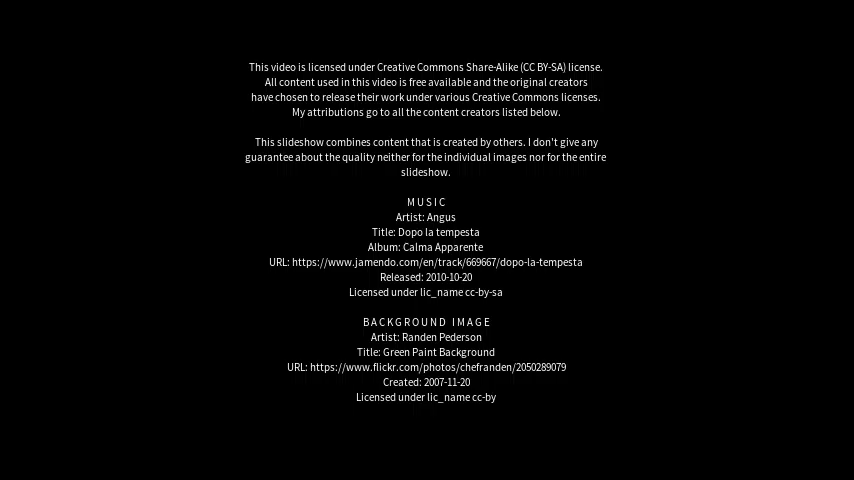 This video is licensed under Creative Commons Share-Alike (CC BY-SA) license.
All content used in this video is free available and the original creators
have chosen to release their work under various Creative Commons licenses.
My attributions go to all the content creators listed below.
This slideshow combines content that is created by others. I don't give any
guarantee about the quality neither for the individual images nor for the entire
slideshow.
M U S I C
Artist: Angus
Title: Dopo la tempesta
Album: Calma Apparente
URL: https://www.jamendo.com/en/track/669667/dopo-la-tempesta
Released: 2010-10-20
Licensed under lic_name cc-by-sa
B A C K G R O U N D   I M A G E
Artist: Randen Pederson
Title: Green Paint Background
URL: https://www.flickr.com/photos/chefranden/2050289079
Created: 2007-11-20
Licensed under lic_name cc-by